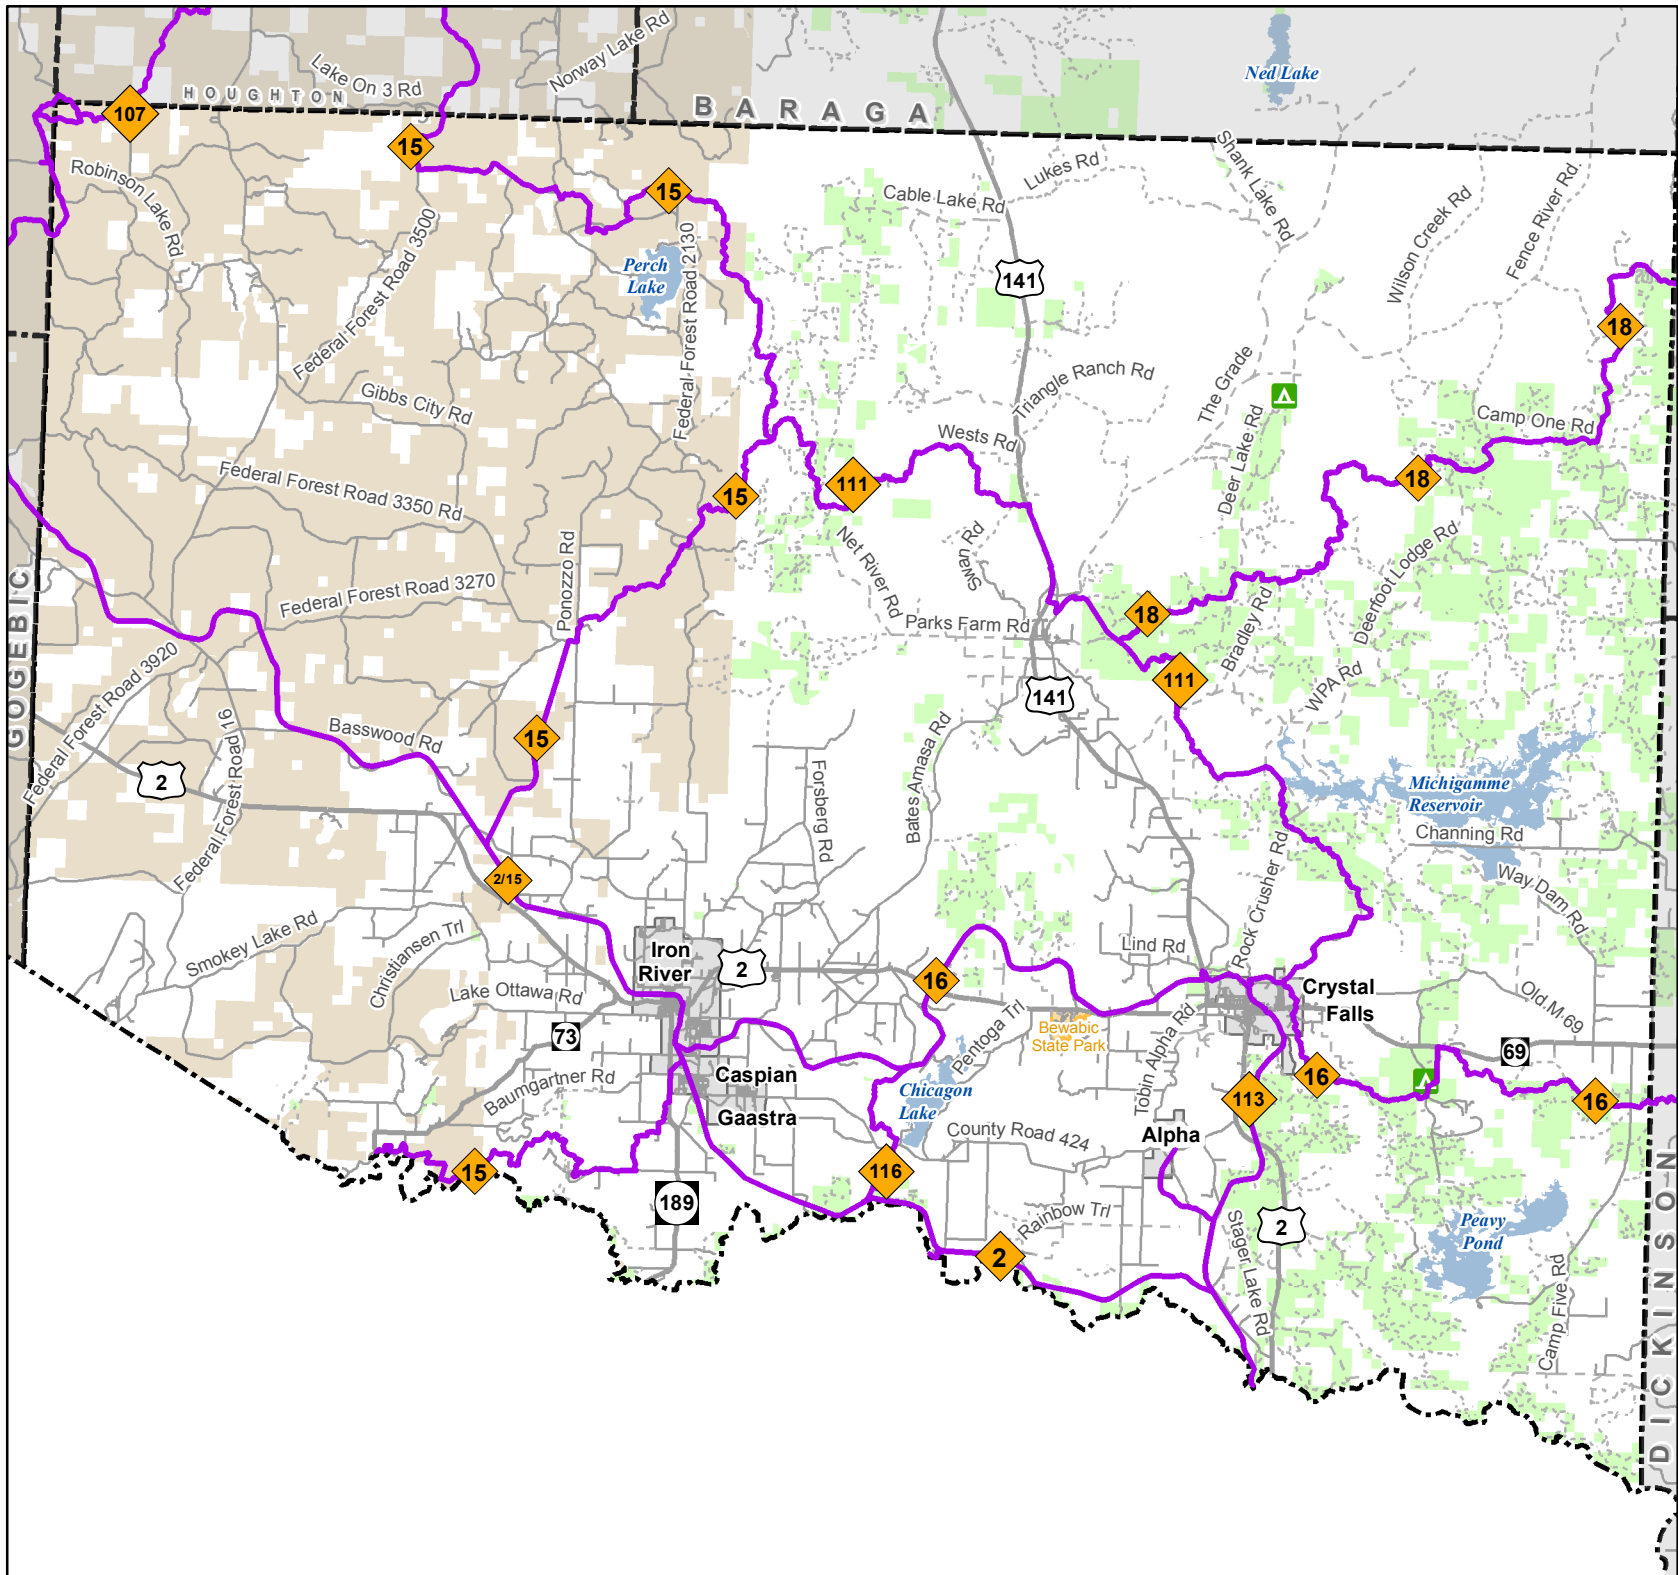 Norway Lake Rd
Lake On 3 Rd
Ned Lake
HOUGHTON
BARAGA
107
15
15
Shank Lake Rd
Lukes Rd
Cable Lake Rd
Robinson Lake Rd
Wilson Creek Rd
Fence River Rd.
Federal Forest Road 3500
Perch
Lake
Federal Forest Road 2130
141
18
The Grade
Triangle Ranch Rd
Gibbs City Rd
Deer Lake Rd
Camp One Rd
Wests Rd
Federal Forest Road 3350 Rd
15
111
18
Net River Rd
Swan Rd
Deerfoot Lodge Rd
Ponozzo Rd
Federal Forest Road 3270
GOGEBIC
Parks Farm Rd
18
Bradley Rd
WPA Rd
Federal Forest Road 3920
111
141
Federal Forest Road 16
Basswood Rd
15
2
Forsberg Rd
Bates Amasa Rd
Michigamme
Reservoir
Channing Rd
2/15
Rock Crusher Rd
Way Dam Rd
Smokey Lake Rd
Christiansen Trl
Iron
River
2
Lind Rd
16
Lake Ottawa Rd
Crystal
Falls
Old M-69
73
Pentoga Trl
Bewabic
State Park
Tobin Alpha Rd
69
Baumgartner Rd
Caspian
Gaastra
Chicagon
Lake
16
113
16
County Road 424
Alpha
15
116
189
Rainbow Trl
2
Stager Lake Rd
2
Peavy
Pond
Camp Five Rd
DICKINSON